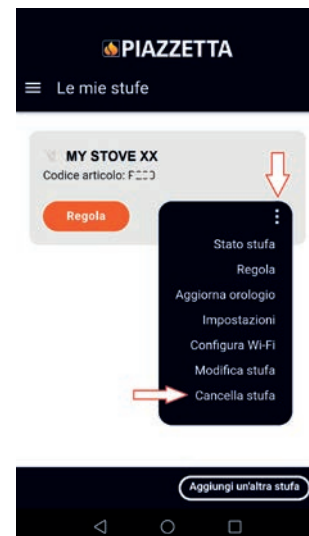 PIAZZETTA
Le mie stufe
MY STOVE XX
Codice articolo:
Regola
Stato stufa
Regola
Aggiorna orologio
Impostazioni
Configura Wi-Fi
Modifica stufa
Cancella stufa
Aggiungi un'altra stufa